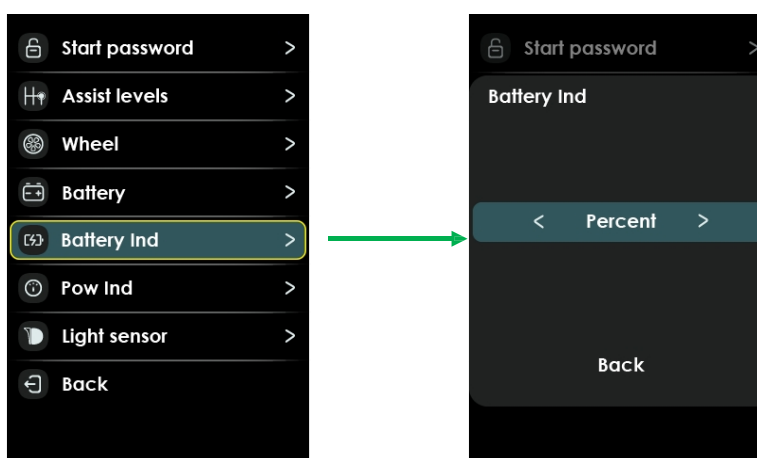 Start password >
Assist levels >
Wheel >
Battery >
Battery Ind >
Pow Ind >
Light sensor >
Back
Start password >
Battery Ind
< Percent >
Back